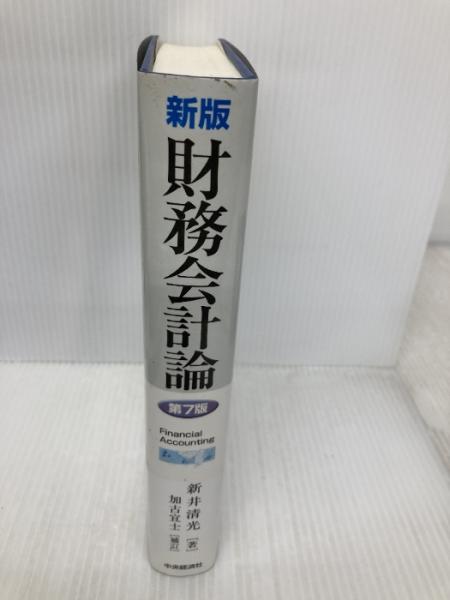 新版
財務会計論
第7版
Financial
Accounting
新井清光[著]
加古宜士[補訂]
中央経済社